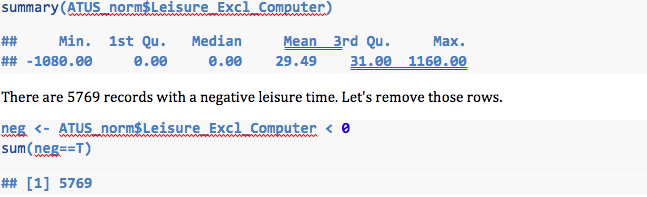 summary(ATUS_norm$Leisure_Excl_Computer)
##     Min.  1st Qu.   Median     Mean  3rd Qu.     Max.
## -1080.00     0.00     0.00    29.49    31.00  1160.00
There are 5769 records with a negative leisure time. Let's remove those rows.
neg <- ATUS_norm$Leisure_Excl_Computer < 0
sum(neg==T)
## [1] 5769